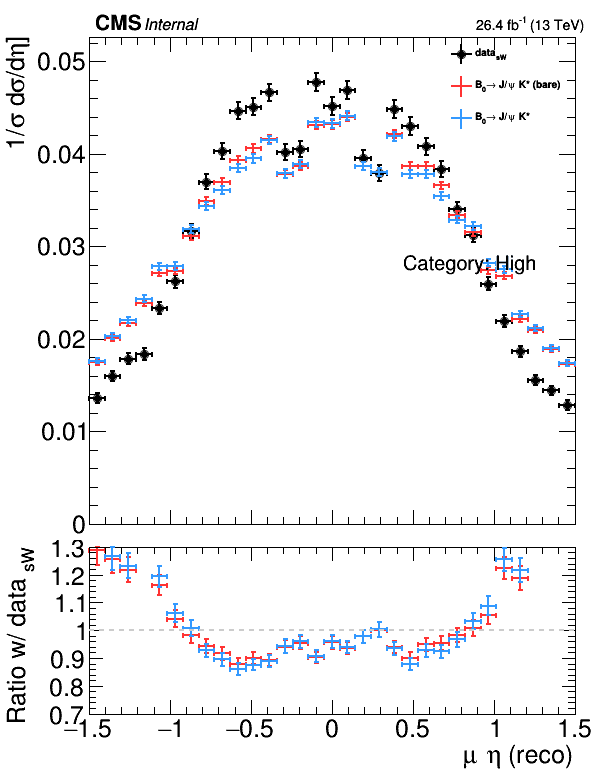 CMS Internal 26.4 fb⁻¹ (13 TeV)
1/σ dσ/dη]
0.05
0.04
0.03
0.02
0.01
0
data_sW
B₀→ J/ψ K* (bare)
B₀→ J/ψ K*
Category: High
Ratio w/ data_sW
1.3
1.2
1.1
1
0.9
0.8
0.7
−1.5 −1 −0.5 0 0.5 1 1.5
μ η (reco)